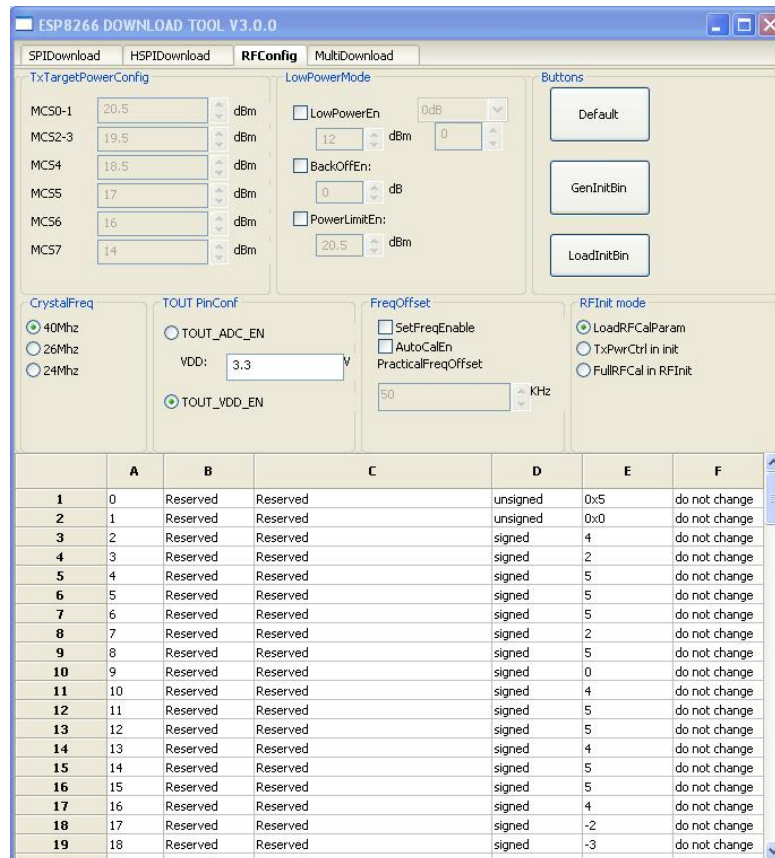 ESP8266 DOWNLOAD TOOL V3.0.0
SPIDownload HSPIDownload RFConfig MultiDownload
TxTargetPowerConfig
MCS0-1 20.5 dBm
MCS2-3 19.5 dBm
MCS4 18.5 dBm
MCS5 17 dBm
MCS6 16 dBm
MCS7 14 dBm
LowPowerMode
LowPowerEn 0dB
12 dBm 0
BackOffEn:
0 dB
PowerLimitEn:
20.5 dBm
Buttons
Default
GenInitBin
LoadInitBin
CrystalFreq
40Mhz
26Mhz
24Mhz
TOUT PinConf
TOUT_ADC_EN
VDD: 3.3 V
TOUT_VDD_EN
FreqOffset
SetFreqEnable
AutoCalEn
PracticalFreqOffset
50 KHz
RFInit mode
LoadRFCalParam
TxPwrCtrl in init
FullRFCal in RFInit
A B C D E F
1 0 Reserved Reserved unsigned 0x5 do not change
2 1 Reserved Reserved unsigned 0x0 do not change
3 2 Reserved Reserved signed 4 do not change
4 3 Reserved Reserved signed 2 do not change
5 4 Reserved Reserved signed 5 do not change
6 5 Reserved Reserved signed 5 do not change
7 6 Reserved Reserved signed 5 do not change
8 7 Reserved Reserved signed 2 do not change
9 8 Reserved Reserved signed 5 do not change
10 9 Reserved Reserved signed 0 do not change
11 10 Reserved Reserved signed 4 do not change
12 11 Reserved Reserved signed 5 do not change
13 12 Reserved Reserved signed 5 do not change
14 13 Reserved Reserved signed 4 do not change
15 14 Reserved Reserved signed 5 do not change
16 15 Reserved Reserved signed 5 do not change
17 16 Reserved Reserved signed 4 do not change
18 17 Reserved Reserved signed -2 do not change
19 18 Reserved Reserved signed -3 do not change